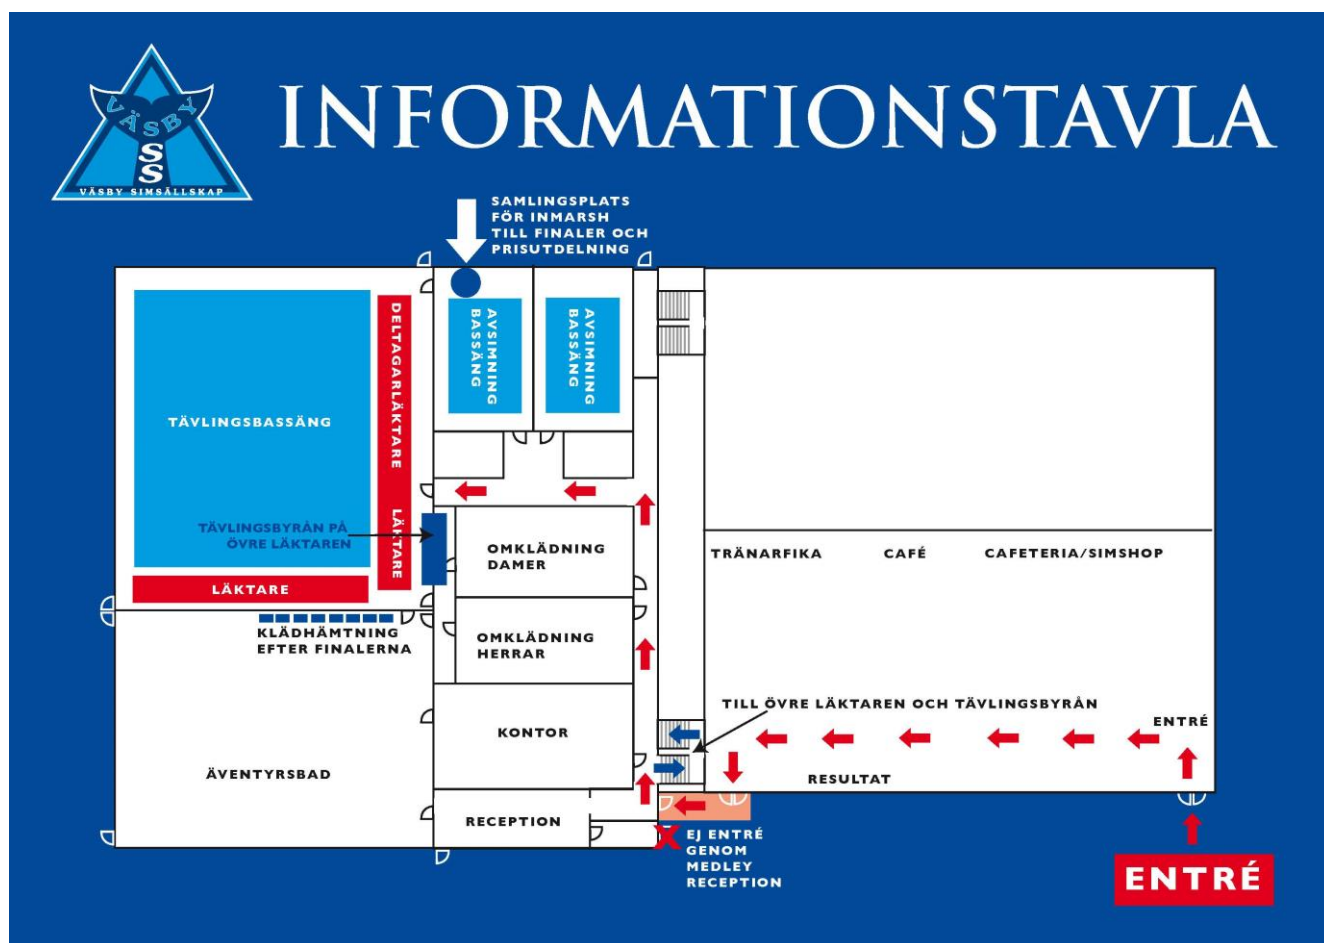 VÄSBY
VÄSBY
S
S
VÄSBY SIMSÄLLSKAP
INFORMATIONSTAVLA
SAMLINGSPLATS
FÖR INMARSH
TILL FINALER OCH
PRISUTDELNING
TÄVLINGSBASSÄNG
DELTAGARLÄKTARE
LÄKTARE
AVSIMNING
BASSÄNG
AVSIMNING
BASSÄNG
TÄVLINGSBYRÅN PÅ
ÖVRE LÄKTAREN
LÄKTARE
KLÄDHÄMTNING
EFTER FINALERNA
OMKLÄDNING
DAMER
OMKLÄDNING
HERRAR
KONTOR
ÄVENTYRSBAD
RECEPTION
TRÄNARFIKA
CAFÉ
CAFETERIA/SIMSHOP
TILL ÖVRE LÄKTAREN OCH TÄVLINGSBYRÅN
ENTRÉ
RESULTAT
X EJ ENTRÉ
GENOM
MEDLEY
RECEPTION
ENTRÉ